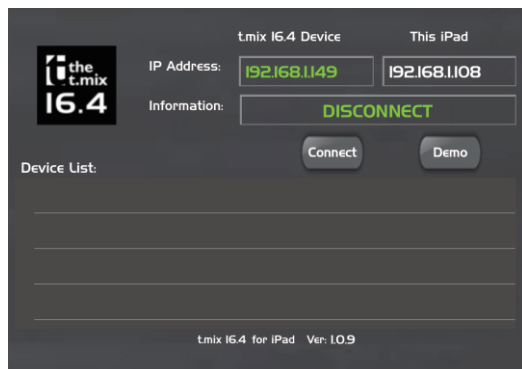 t.mix 16.4 Device This iPad
the
t.mix
16.4
IP Address: 192.168.1.149 192.168.1.108
Information: DISCONNECT
Connect Demo
Device List:
t.mix 16.4 for iPad Ver: 1.0.9